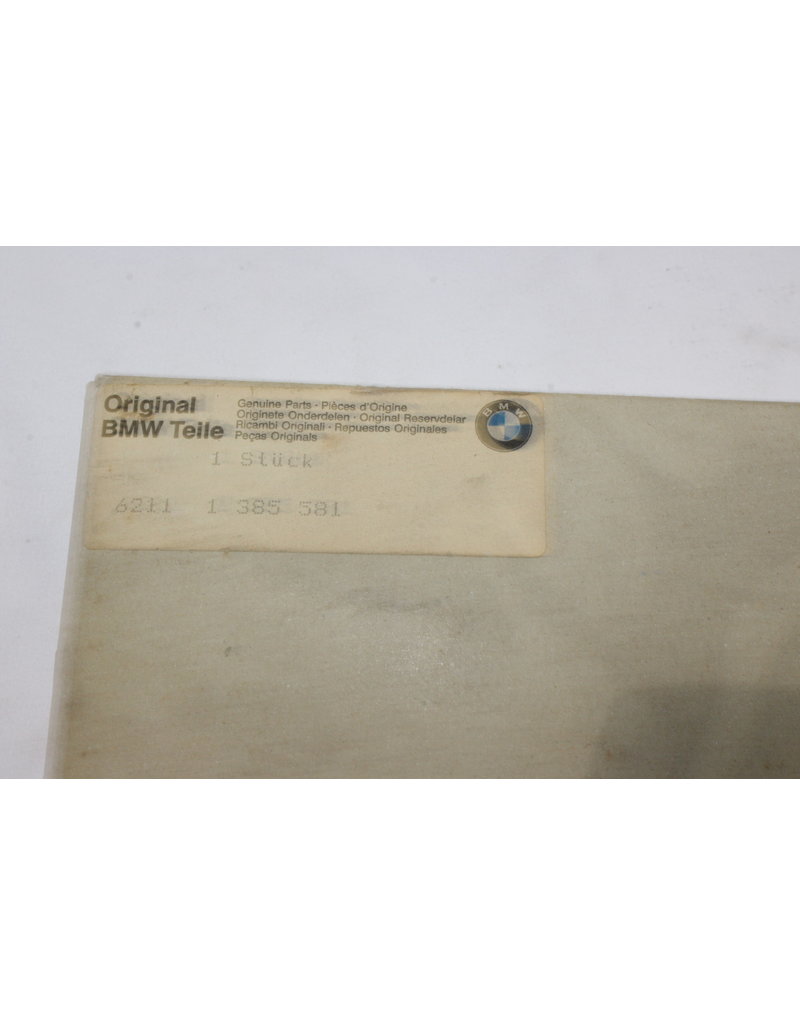 Original
BMW Teile
Genuine Parts · Pièces d'Origine
Originete Onderdelen · Original Reservdelar
Ricambi Originali · Repuestos Originales
Peças Originals
BMW
1 Stück
6211 1 385 581